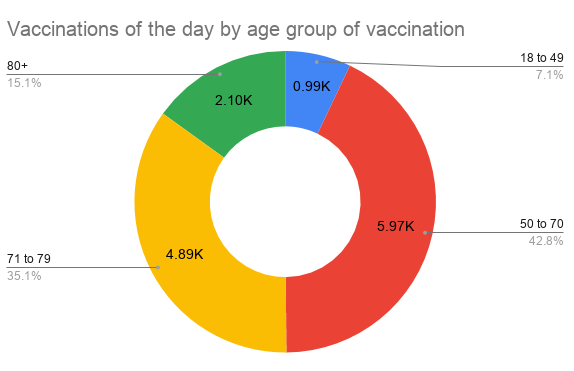 Vaccinations of the day by age group of vaccination
80+
15.1%
18 to 49
7.1%
0.99K
2.10K
5.97K
50 to 70
42.8%
4.89K
71 to 79
35.1%